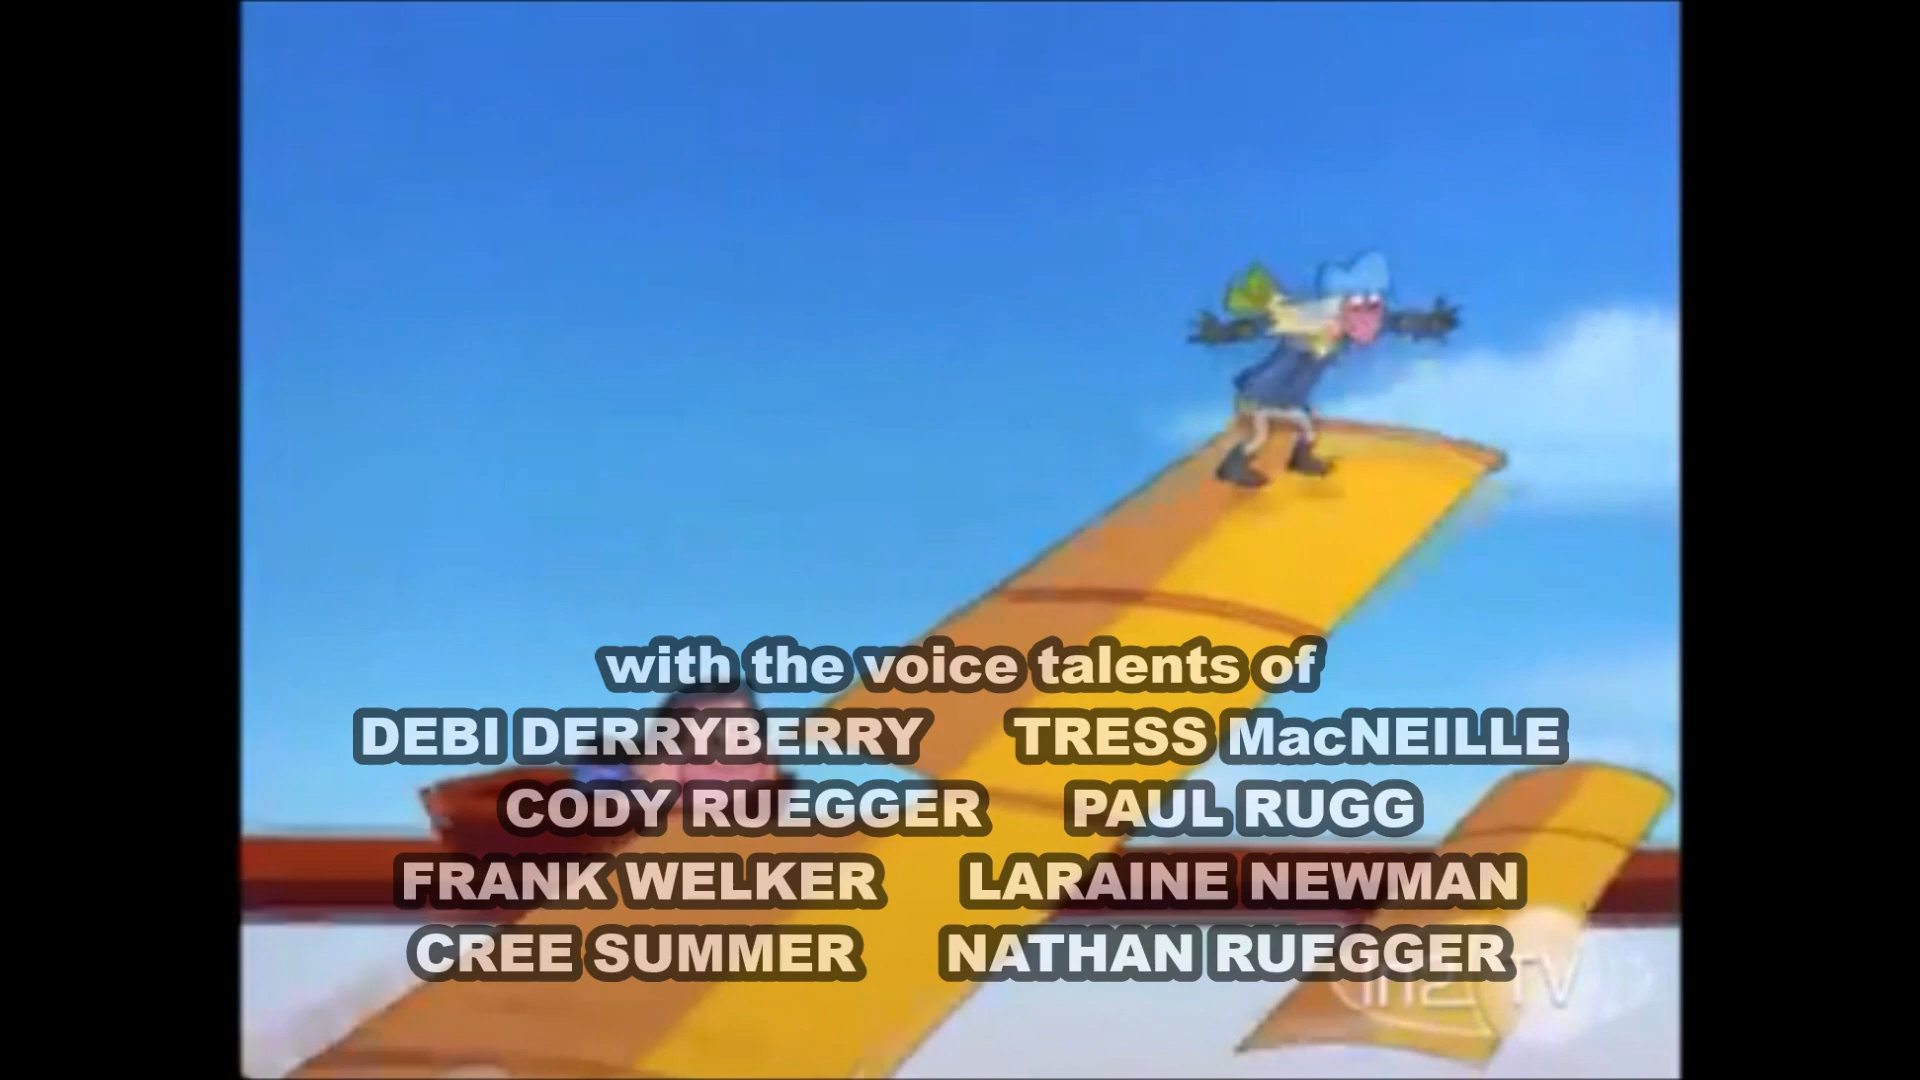 with the voice talents of
DEBI DERRYBERRY TRESS MacNEILLE
CODY RUEGGER PAUL RUGG
FRANK WELKER LARAINE NEWMAN
CREE SUMMER NATHAN RUEGGER
in2TV